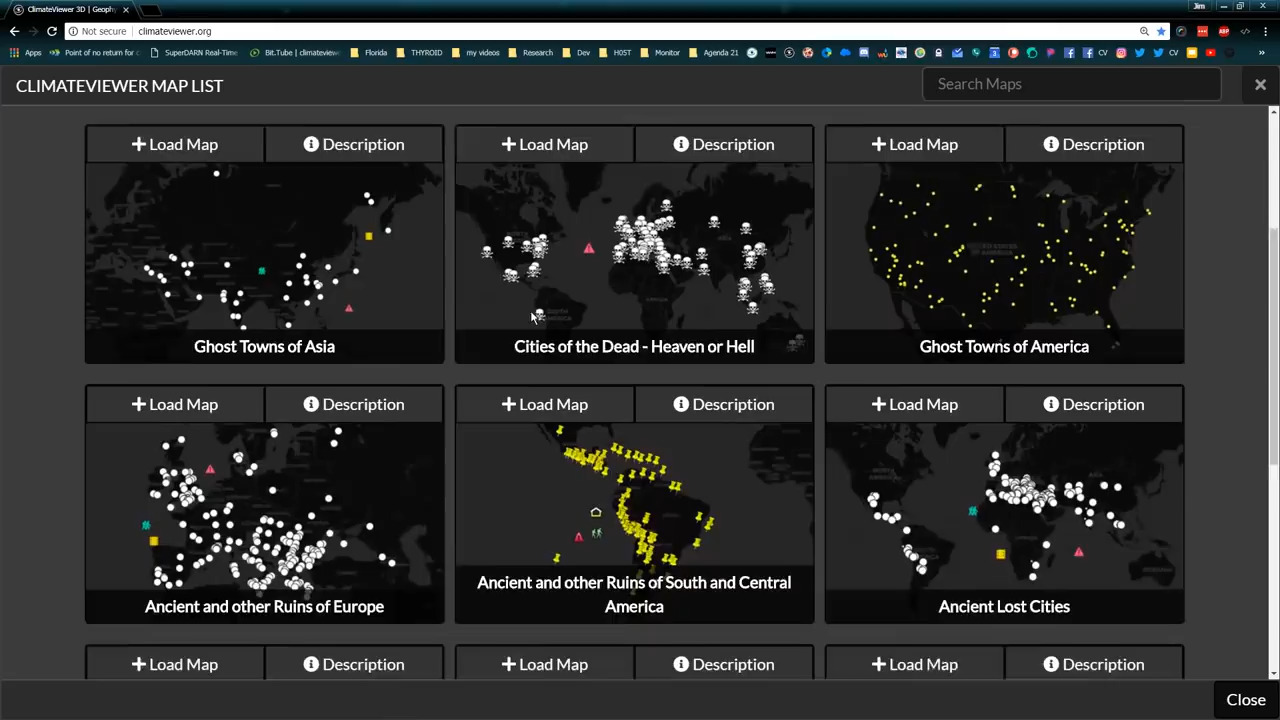 ClimateViewer 3D | Geoph
Jim
Not secure | climateviewer.org
Apps
Point of no return for c
SuperDARN Real-Time
Bit.Tube | climateview
Florida
THYROID
my videos
Research
Dev
H0ST
Monitor
Agenda 21
CV
CV
CLIMATEVIEWER MAP LIST
Search Maps
Load Map
Description
Load Map
Description
Load Map
Description
Ghost Towns of Asia
Cities of the Dead - Heaven or Hell
Ghost Towns of America
Load Map
Description
Load Map
Description
Load Map
Description
Ancient and other Ruins of Europe
Ancient and other Ruins of South and Central
America
Ancient Lost Cities
Load Map
Description
Load Map
Description
Load Map
Description
Close